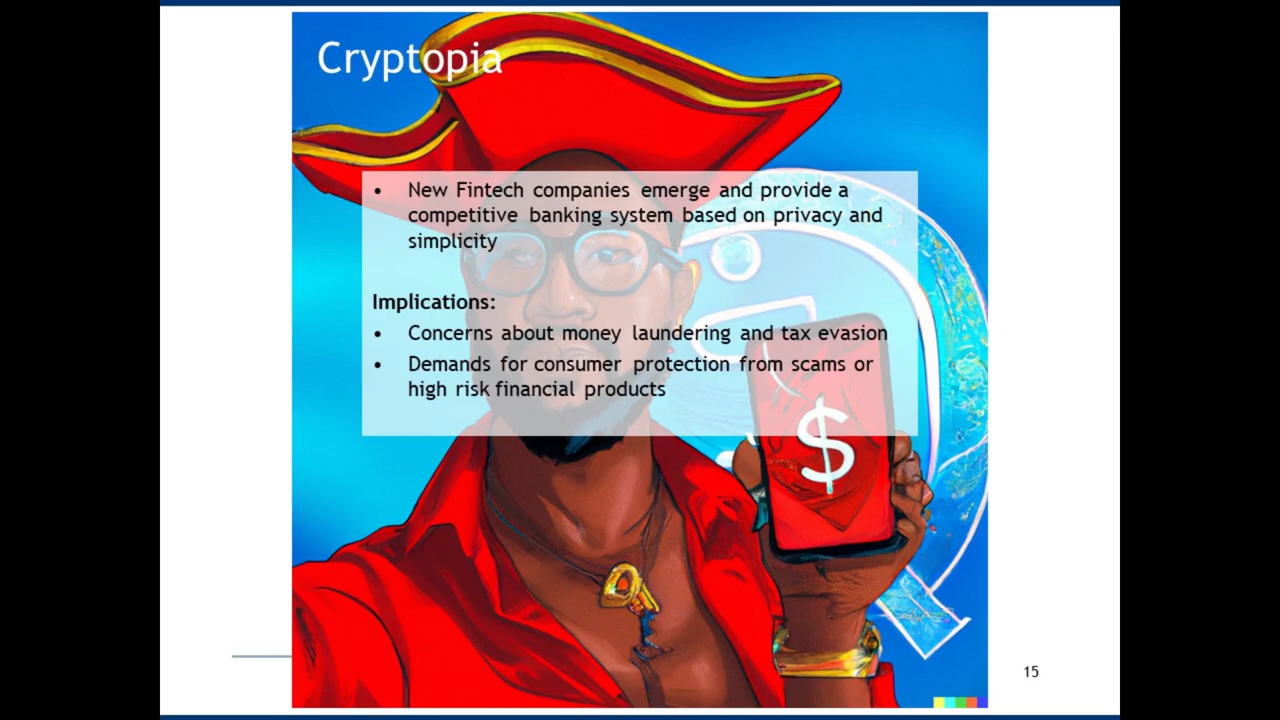 Cryptopia
• New Fintech companies emerge and provide a
competitive banking system based on privacy and
simplicity
Implications:
• Concerns about money laundering and tax evasion
• Demands for consumer protection from scams or
high risk financial products
$
15